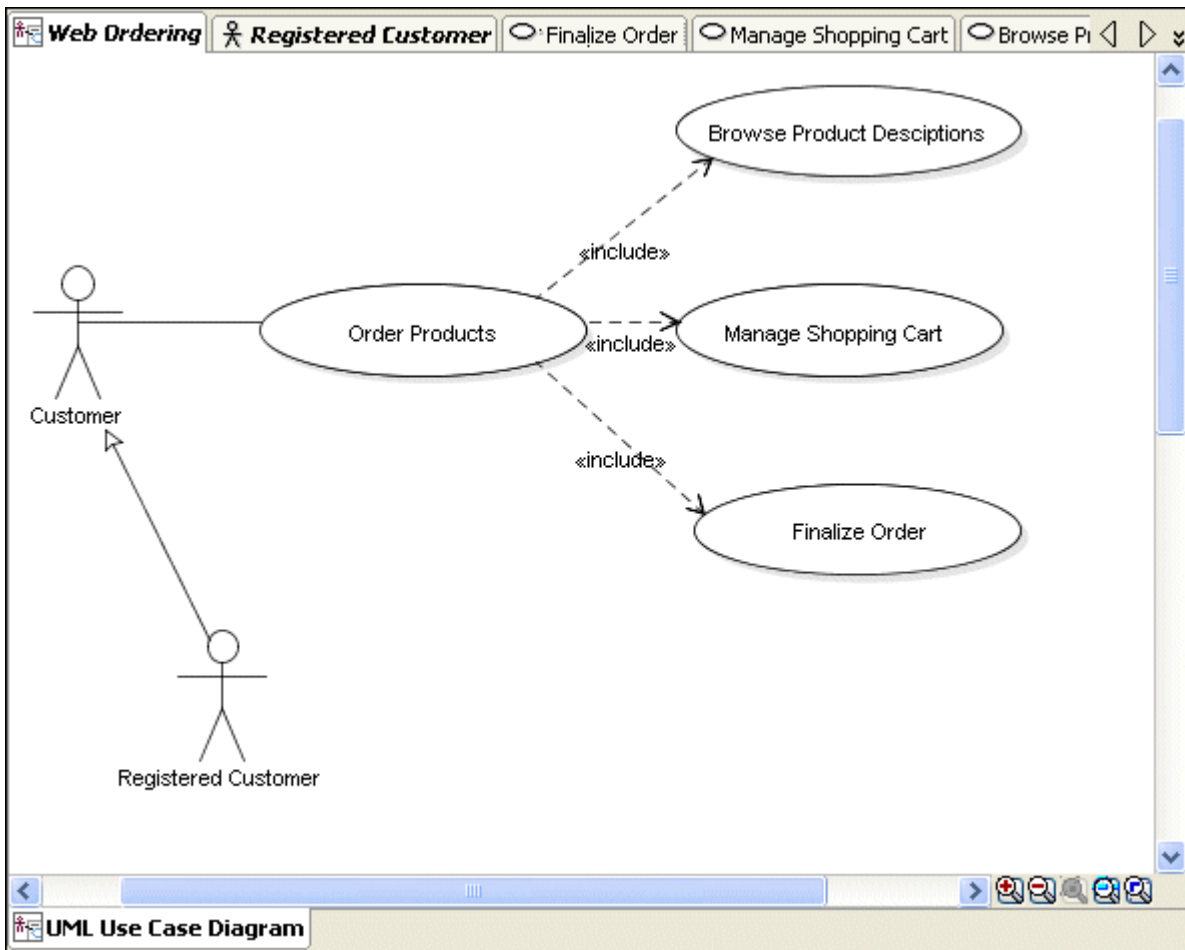 Web Ordering Registered Customer Finalize Order Manage Shopping Cart Browse Pr
Browse Product Desciptions
«include»
Order Products
«include»
Manage Shopping Cart
Customer
«include»
Finalize Order
Registered Customer
UML Use Case Diagram